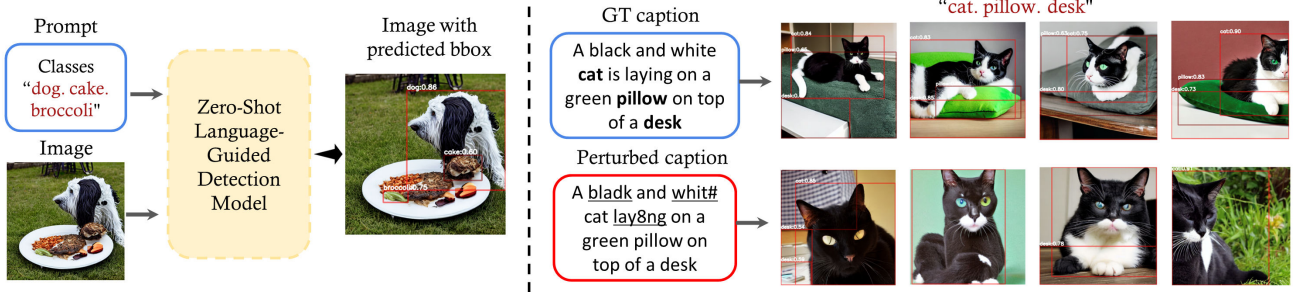 Prompt
Classes
“dog. cake.
broccoli"
Image
Zero-Shot
Language-
Guided
Detection
Model
Image with
predicted bbox
dog:0.86
cake:0.60
broccoli:0.75
GT caption
A black and white
cat is laying on a
green pillow on top
of a desk
Perturbed caption
A bladk and whit#
cat lay8ng on a
green pillow on
top of a desk
“cat. pillow. desk"
cat:0.84
cat:0.83
pillow:0.83
cat:0.75
desk:0.80
cat:0.90
pillow:0.83
desk:0.73
desk:0.78